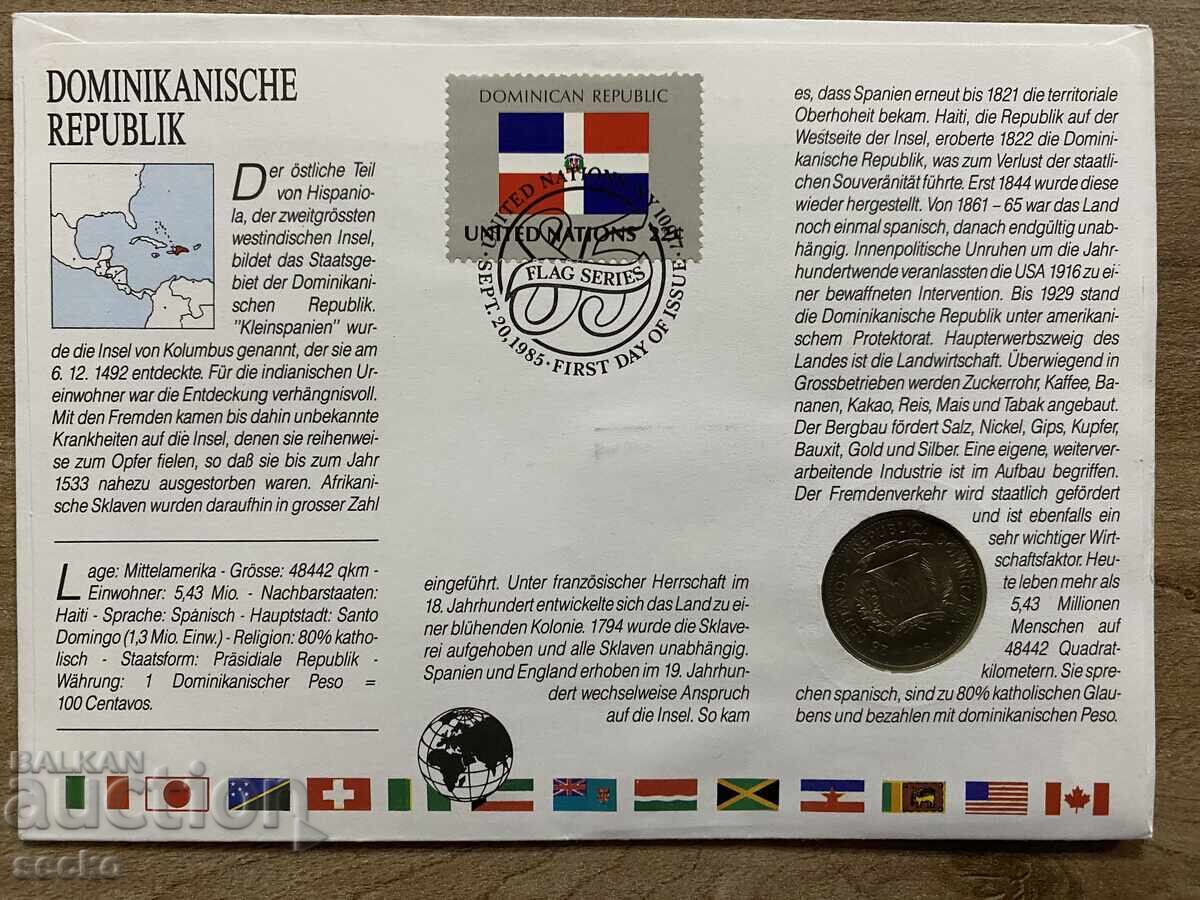 DOMINIKANISCHE
REPUBLIK
Der östliche Teil
von Hispanio-
la, der zweitgrössten
westindischen Insel,
bildet das Staatsge-
biet der Dominikani-
schen Republik.
"Kleinspanien" wur-
de die Insel von Kolumbus genannt, der sie am
6. 12. 1492 entdeckte. Für die indianischen Ur-
einwohner war die Entdeckung verhängnisvoll.
Mit den Fremden kamen bis dahin unbekannte
Krankheiten auf die Insel, denen sie reihenwei-
se zum Opfer fielen, so daß sie bis zum Jahr
1533 nahezu ausgestorben waren. Afrikani-
sche Sklaven wurden daraufhin in grosser Zahl
Lage: Mittelamerika - Grösse: 48442 qkm -
Einwohner: 5,43 Mio. - Nachbarstaaten:
Haiti - Sprache: Spànisch - Hauptstadt: Santo
Domingo (1,3 Mio. Einw.) - Religion: 80% katho-
lisch - Staatsform: Präsidiale Republik -
Währung: 1 Dominikanischer Peso =
100 Centavos.
DOMINICAN REPUBLIC
UNITED NATIONS 22¢
UNITED NATIONS, NY 10017
FLAG SERIES
SEPT. 20, 1985 · FIRST DAY OF ISSUE
eingeführt. Unter französischer Herrschaft im
18. Jahrhundert entwickelte sich das Land zu ei-
ner blühenden Kolonie. 1794 wurde die Sklave-
rei aufgehoben und alle Sklaven unabhängig.
Spanien und England erhoben im 19. Jahrhun-
dert wechselweise Anspruch
auf die Insel. So kam
es, dass Spanien erneut bis 1821 die territoriale
Oberhoheit bekam. Haiti, die Republik auf der
Westseite der Insel, eroberte 1822 die Domini-
kanische Republik, was zum Verlust der staatli-
chen Souveränität führte. Erst 1844 wurde diese
wieder hergestellt. Von 1861 – 65 war das Land
noch einmal spanisch, danach endgültig unab-
hängig. Innenpolitische Unruhen um die Jahr-
hundertwende veranlassten die USA 1916 zu ei-
ner bewaffneten Intervention. Bis 1929 stand
die Dominikanische Republik unter amerikani-
schem Protektorat. Haupterwerbszweig des
Landes ist die Landwirtschaft. Überwiegend in
Grossbetrieben werden Zuckerrohr, Kaffee, Ba-
nanen, Kakao, Reis, Mais und Tabak angebaut.
Der Bergbau fördert Salz, Nickel, Gips, Kupfer,
Bauxit, Gold und Silber. Eine eigene, weiterver-
arbeitende Industrie ist im Aufbau begriffen.
Der Fremdenverkehr wird staatlich gefördert
und ist ebenfalls ein
sehr wichtiger Wirt-
schaftsfaktor. Heu-
te leben mehr als
5,43 Millionen
Menschen auf
48442 Quadrat-
kilometern. Sie spre-
chen spanisch, sind zu 80% katholischen Glau-
bens und bezahlen mit dominikanischen Peso.
REPUBLICA DOMINICANA
BALKAN
auction
secko